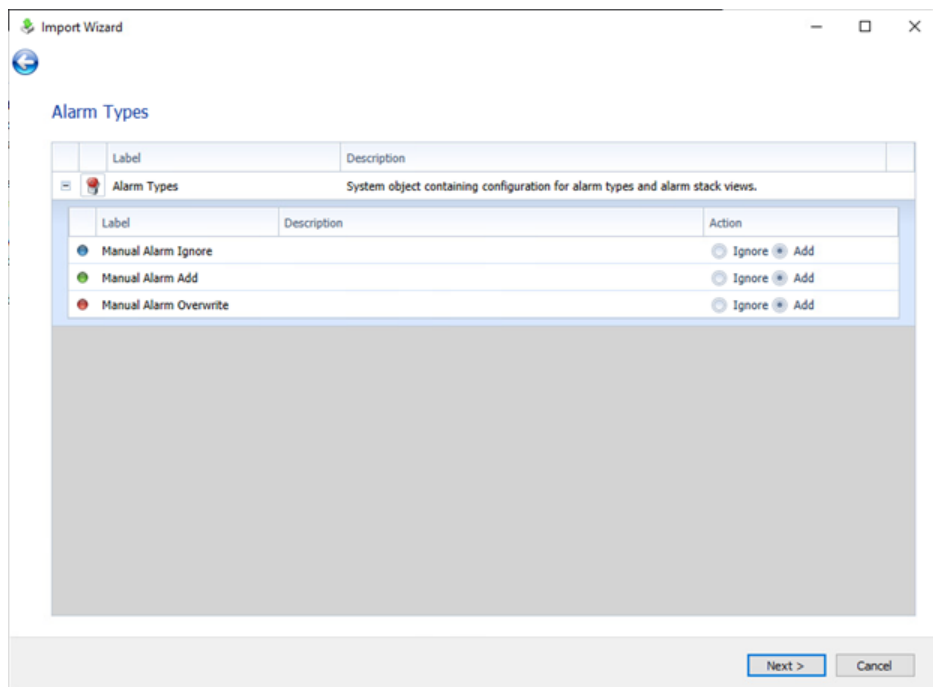 Import Wizard
Alarm Types
Label Description
Alarm Types System object containing configuration for alarm types and alarm stack views.
Label Description Action
Manual Alarm Ignore Ignore Add
Manual Alarm Add Ignore Add
Manual Alarm Overwrite Ignore Add
Next > Cancel